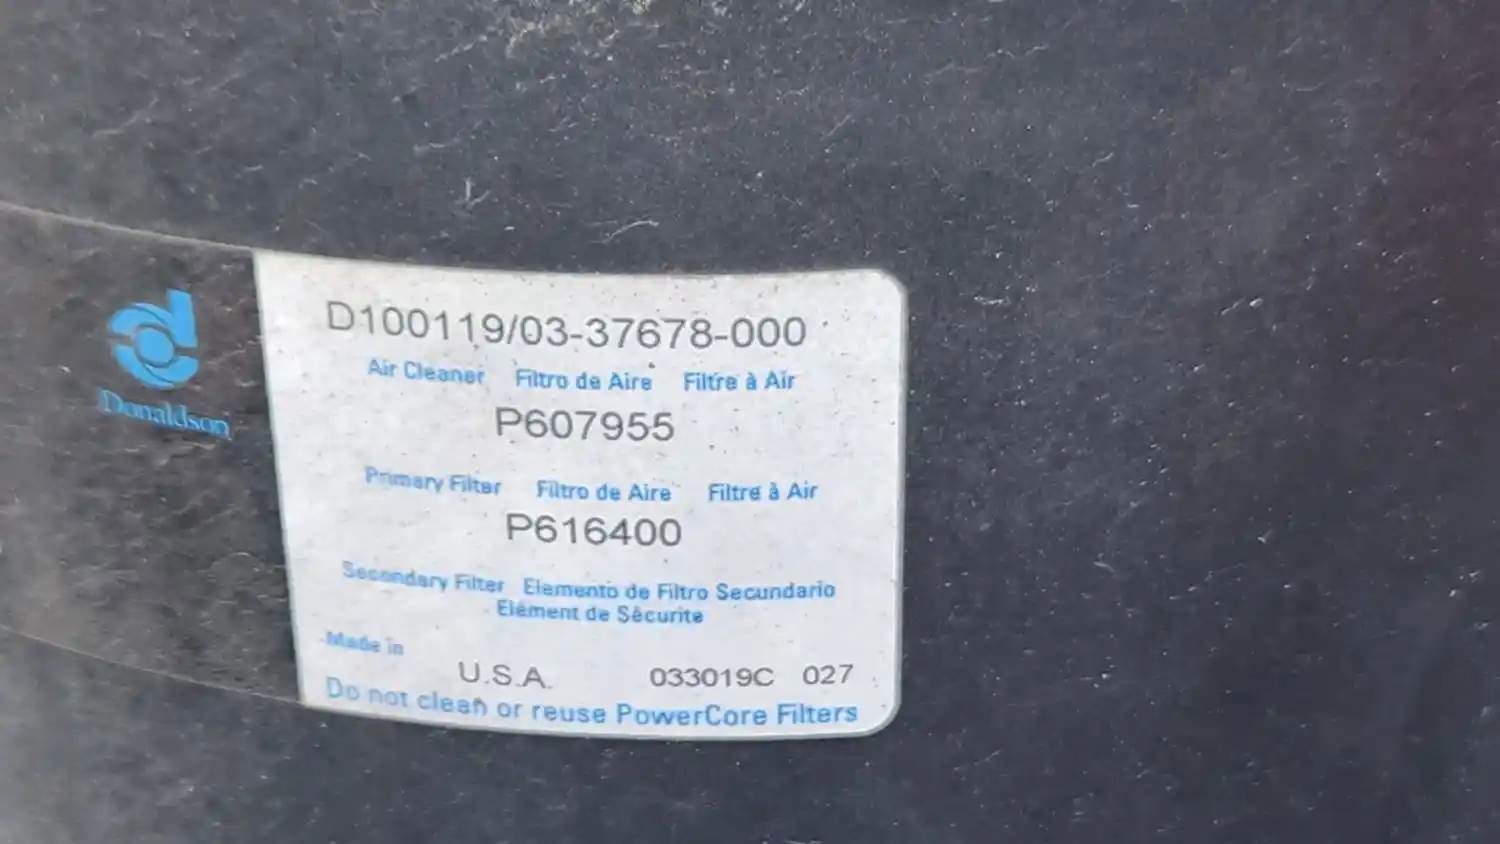 Donaldson
D100119/03-37678-000
Air Cleaner Filtro de Aire Filtre à Air
P607955
Primary Filter Filtro de Aire Filtre à Air
P616400
Secondary Filter Elemento de Filtro Secundario
Elément de Sécurité
Made in
U.S.A. 033019C 027
Do not clean or reuse PowerCore Filters